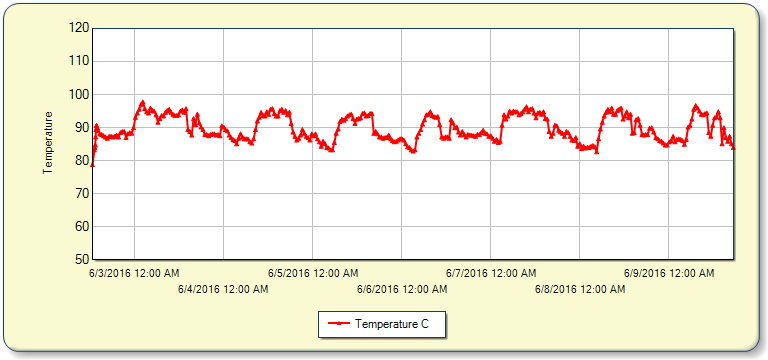 120
110
100
90
80
70
60
50
Temperature
6/3/2016 12:00 AM
6/4/2016 12:00 AM
6/5/2016 12:00 AM
6/6/2016 12:00 AM
6/7/2016 12:00 AM
6/8/2016 12:00 AM
6/9/2016 12:00 AM
Temperature C